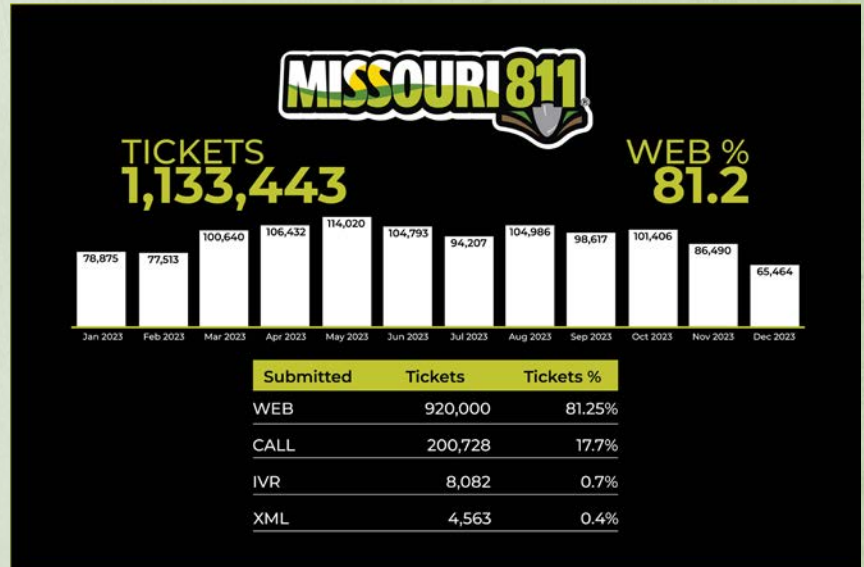 MISSOURI 811®
TICKETS
1,133,443
WEB %
81.2
78,875 77,513 100,640 106,432 114,020 104,793 94,207 104,986 98,617 101,406 86,490 65,464
Jan 2023 Feb 2023 Mar 2023 Apr 2023 May 2023 Jun 2023 Jul 2023 Aug 2023 Sep 2023 Oct 2023 Nov 2023 Dec 2023
Submitted Tickets Tickets %
WEB 920,000 81.25%
CALL 200,728 17.7%
IVR 8,082 0.7%
XML 4,563 0.4%